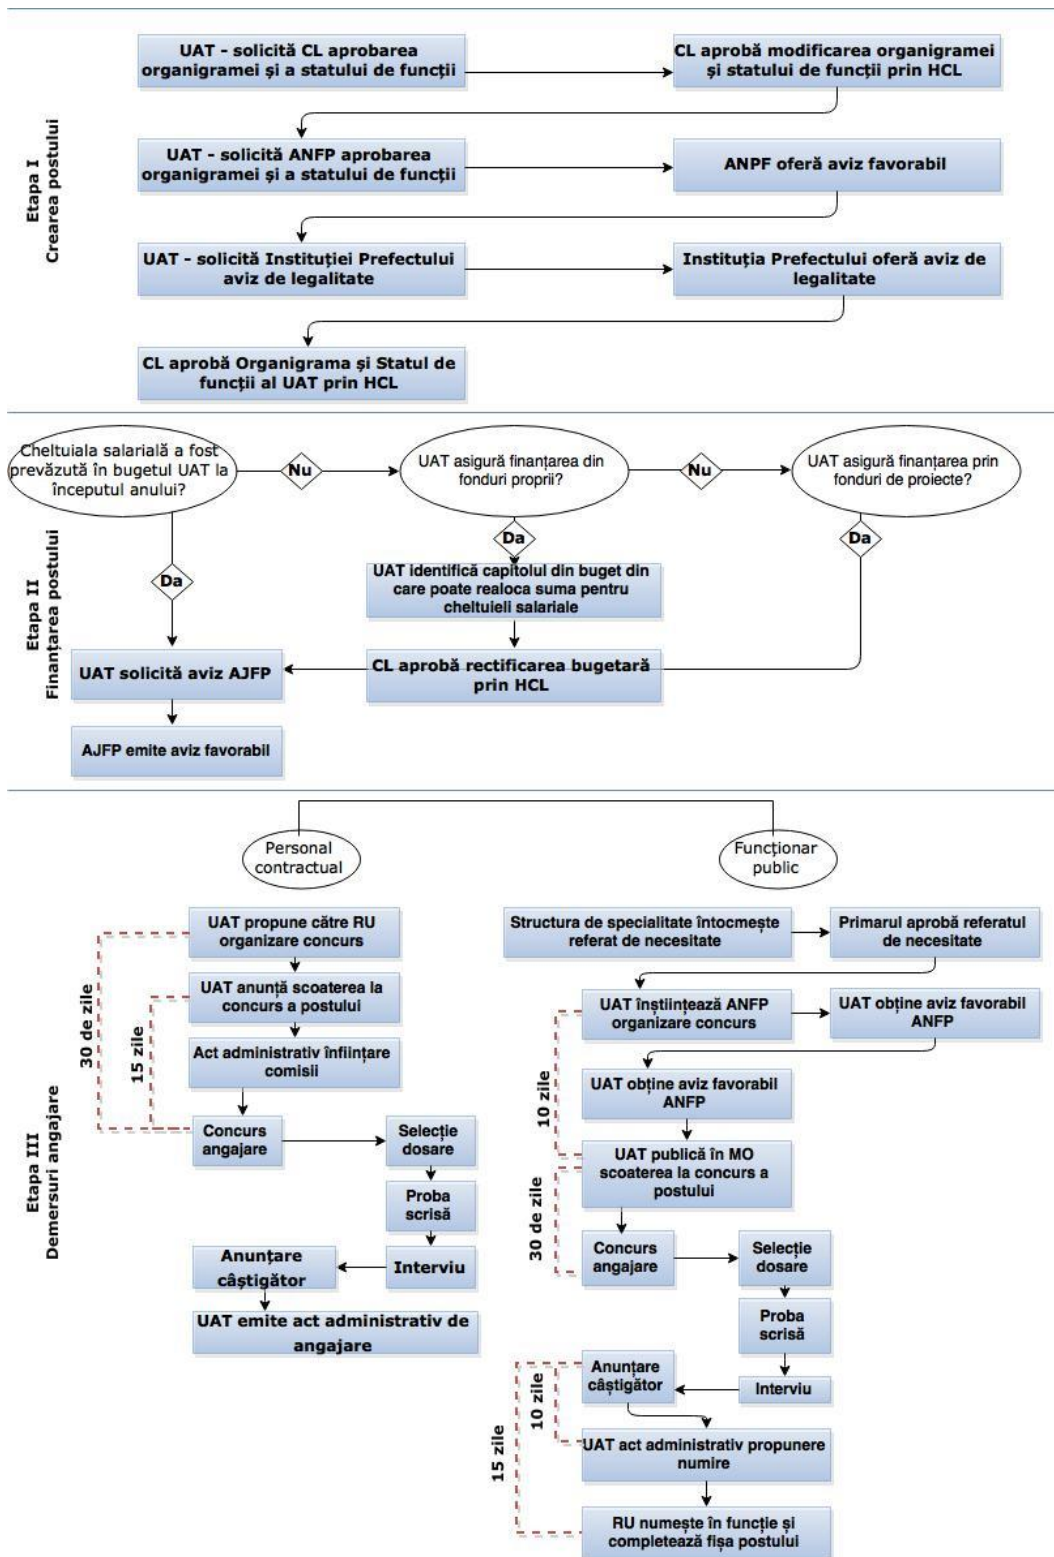 Etapa I
Crearea postului
UAT - solicită CL aprobarea
organigramei și a statului de funcții
CL aprobă modificarea organigramei
și statului de funcții prin HCL
UAT - solicită ANFP aprobarea
organigramei și a statului de funcții
ANPF oferă aviz favorabil
UAT - solicită Instituției Prefectului
aviz de legalitate
Instituția Prefectului oferă aviz de
legalitate
CL aprobă Organigrama și Statul de
funcții al UAT prin HCL
Etapa II
Finanțarea postului
Cheltuiala salarială a fost
prevăzută în bugetul UAT la
începutul anului?
Nu
UAT asigură finanțarea din
fonduri proprii?
Nu
UAT asigură finanțarea prin
fonduri de proiecte?
Da
Da
Da
UAT identifică capitolul din buget din
care poate realoca suma pentru
cheltuieli salariale
UAT solicită aviz AJFP
CL aprobă rectificarea bugetară
prin HCL
AJFP emite aviz favorabil
Etapa III
Demersuri angajare
Personal
contractual
UAT propune către RU
organizare concurs
UAT anunță scoaterea la
concurs a postului
Act administrativ înființare
comisii
30 de zile
15 zile
Concurs
angajare
Selecție
dosare
Proba
scrisă
Interviu
Anunțare
câștigător
UAT emite act administrativ de
angajare
Funcționar
public
Structura de specialitate întocmește
referat de necesitate
Primarul aprobă referatul
de necesitate
UAT înștiințează ANFP
organizare concurs
UAT obține aviz favorabil
ANFP
UAT obține aviz favorabil
ANFP
10 zile
UAT publică în MO
scoaterea la concurs a
postului
30 de zile
Concurs
angajare
Selecție
dosare
Proba
scrisă
Interviu
Anunțare
câștigător
10 zile
15 zile
UAT act administrativ propunere
numire
RU numește în funcție și
completează fișa postului